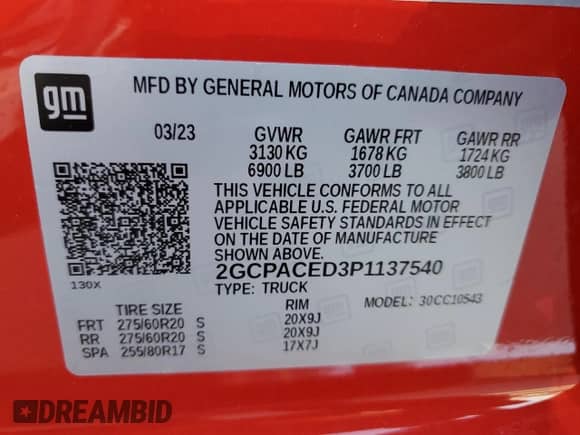 gm
MFD BY GENERAL MOTORS OF CANADA COMPANY
03/23 GVWR GAWR FRT GAWR RR
3130 KG 1678 KG 1724 KG
6900 LB 3700 LB 3800 LB
THIS VEHICLE CONFORMS TO ALL
APPLICABLE U.S. FEDERAL MOTOR
VEHICLE SAFETY STANDARDS IN EFFECT
ON THE DATE OF MANUFACTURE
SHOWN ABOVE.
130X
2GCPACED3P1137540
TYPE: TRUCK MODEL: 30CC10543
TIRE SIZE RIM
FRT 275/60R20 S 20X9J
RR 275/60R20 S 20X9J
SPA 255/80R17 S 17X7J
DREAMBID